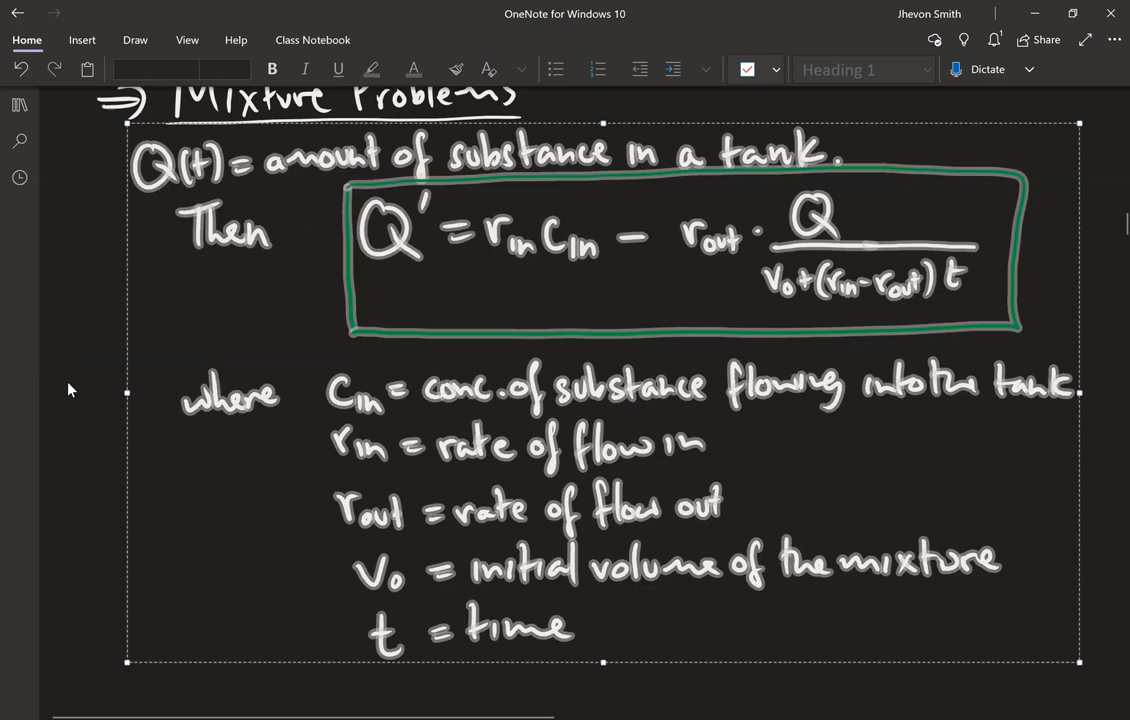 OneNote for Windows 10
Jhevon Smith
Home Insert Draw View Help Class Notebook
Share
B I U A
Heading 1
Dictate
⇒ Mixture Problems
Q(t) = amount of substance in a tank.
Then Q' = r_in c_in - r_out · Q / (v_0 + (r_in - r_out) t)
where c_in = conc. of substance flowing into the tank
r_in = rate of flow in
r_out = rate of flow out
v_0 = initial volume of the mixture
t = time